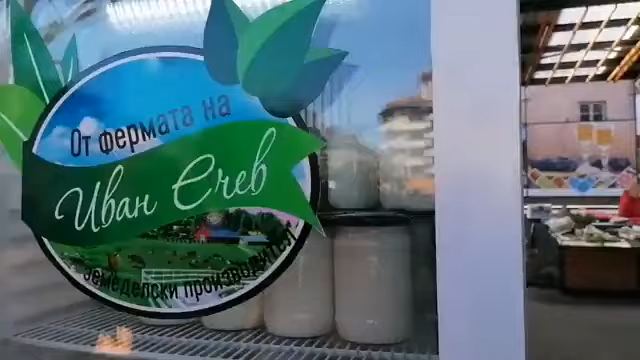 От фермата на
Иван Ечев
земеделски производител